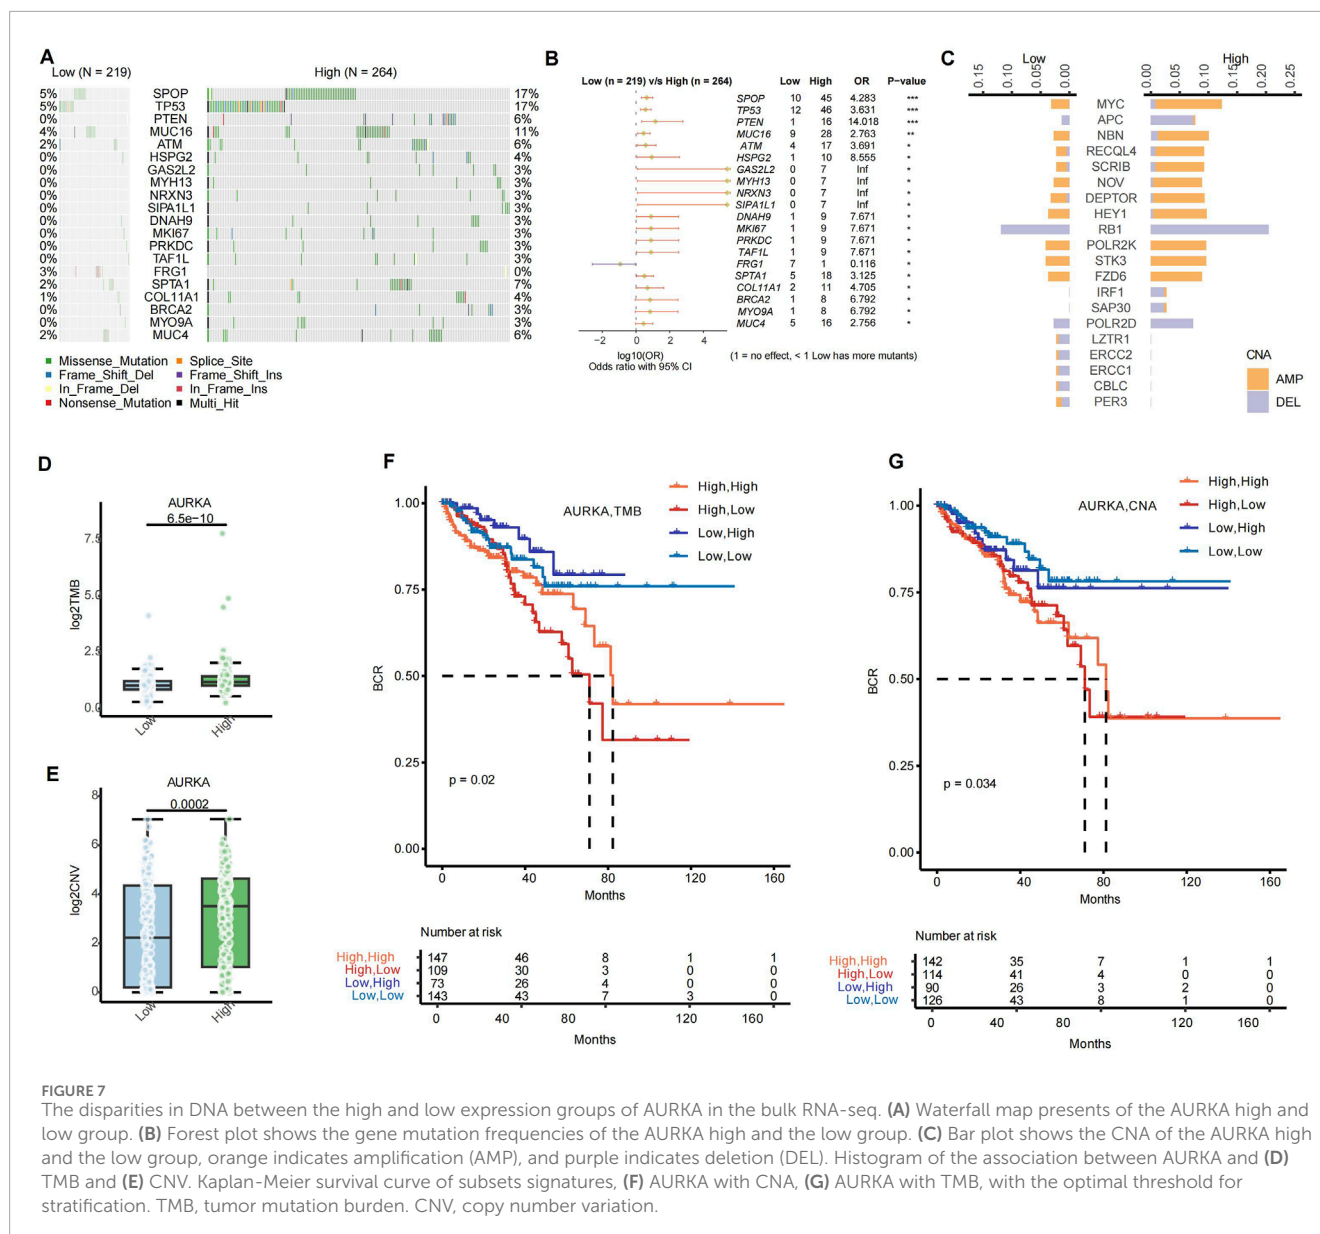 A
Low (N = 219)
High (N = 264)
5% SPOP 17%
5% TP53 17%
0% PTEN 6%
4% MUC16 11%
2% ATM 6%
0% HSPG2 4%
0% GAS2L2 3%
0% MYH13 3%
0% NRXN3 3%
0% SIPA1L1 3%
0% DNAH9 3%
0% MKI67 3%
0% PRKDC 3%
0% TAF1L 3%
3% FRG1 0%
2% SPTA1 7%
1% COL11A1 4%
0% BRCA2 3%
0% MYO9A 3%
2% MUC4 6%
Missense_Mutation Splice_Site
Frame_Shift_Del Frame_Shift_Ins
In_Frame_Del In_Frame_Ins
Nonsense_Mutation Multi_Hit
B
Low (n = 219) v/s High (n = 264) Low High OR P-value
SPOP 10 45 4.283 ***
TP53 12 46 3.631 ***
PTEN 1 16 14.018 ***
MUC16 9 28 2.763 **
ATM 4 17 3.691 *
HSPG2 1 10 8.555 *
GAS2L2 0 7 Inf *
MYH13 0 7 Inf *
NRXN3 0 7 Inf *
SIPA1L1 0 7 Inf *
DNAH9 1 9 7.671 *
MKI67 1 9 7.671 *
PRKDC 1 9 7.671 *
TAF1L 1 9 7.671 *
FRG1 7 1 0.116 *
SPTA1 5 18 3.125 *
COL11A1 2 11 4.705 *
BRCA2 1 8 6.792 *
MYO9A 1 8 6.792 *
MUC4 5 16 2.756 *
−2 0 2 4
log10(OR)
Odds ratio with 95% CI
(1 = no effect, < 1 Low has more mutants)
C
Low High
0.15 0.10 0.05 0.00 0.00 0.05 0.10 0.15 0.20 0.25
MYC
APC
NBN
RECQL4
SCRIB
NOV
DEPTOR
HEY1
RB1
POLR2K
STK3
FZD6
IRF1
SAP30
POLR2D
LZTR1
ERCC2
ERCC1
CBLC
PER3
CNA
AMP
DEL
D
AURKA
6.5e−10
log2TMB
7.5
5.0
2.5
0.0
Low High
E
AURKA
0.0002
log2CNV
8
6
4
2
0
Low High
F
AURKA,TMB
High,High
High,Low
Low,High
Low,Low
BCR
1.00
0.75
0.50
0.25
0.00
p = 0.02
0 40 80 120 160
Months
Number at risk
High,High 147 46 8 1 1
High,Low 109 30 3 0 0
Low,High 73 26 4 0 0
Low,Low 143 43 7 3 0
0 40 80 120 160
Months
G
AURKA,CNA
High,High
High,Low
Low,High
Low,Low
BCR
1.00
0.75
0.50
0.25
0.00
p = 0.034
0 40 80 120 160
Months
Number at risk
High,High 142 35 7 1 1
High,Low 114 41 4 0 0
Low,High 90 26 3 2 0
Low,Low 126 43 8 1 0
0 40 80 120 160
Months
FIGURE 7
The disparities in DNA between the high and low expression groups of AURKA in the bulk RNA-seq. (A) Waterfall map presents of the AURKA high and
low group. (B) Forest plot shows the gene mutation frequencies of the AURKA high and the low group. (C) Bar plot shows the CNA of the AURKA high
and the low group, orange indicates amplification (AMP), and purple indicates deletion (DEL). Histogram of the association between AURKA and (D)
TMB and (E) CNV. Kaplan-Meier survival curve of subsets signatures, (F) AURKA with CNA, (G) AURKA with TMB, with the optimal threshold for
stratification. TMB, tumor mutation burden. CNV, copy number variation.